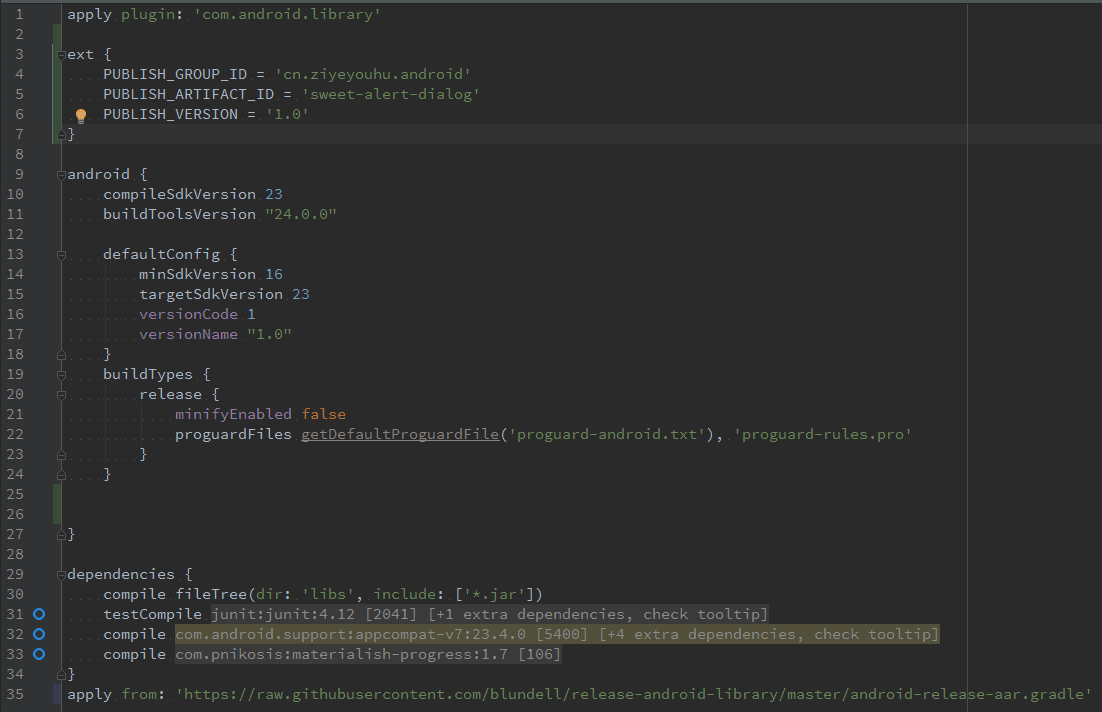 1 apply plugin: 'com.android.library'
2
3 ext {
4 PUBLISH_GROUP_ID = 'cn.ziyeyouhu.android'
5 PUBLISH_ARTIFACT_ID = 'sweet-alert-dialog'
6 PUBLISH_VERSION = '1.0'
7 }
8
9 android {
10 compileSdkVersion 23
11 buildToolsVersion "24.0.0"
12
13 defaultConfig {
14 minSdkVersion 16
15 targetSdkVersion 23
16 versionCode 1
17 versionName "1.0"
18 }
19 buildTypes {
20 release {
21 minifyEnabled false
22 proguardFiles getDefaultProguardFile('proguard-android.txt'), 'proguard-rules.pro'
23 }
24 }
25
26
27 }
28
29 dependencies {
30 compile fileTree(dir: 'libs', include: ['*.jar'])
31 testCompile junit:junit:4.12 [2041] [+1 extra dependencies, check tooltip]
32 compile com.android.support:appcompat-v7:23.4.0 [5400] [+4 extra dependencies, check tooltip]
33 compile com.pnikosis:materialish-progress:1.7 [106]
34 }
35 apply from: 'https://raw.githubusercontent.com/blundell/release-android-library/master/android-release-aar.gradle'